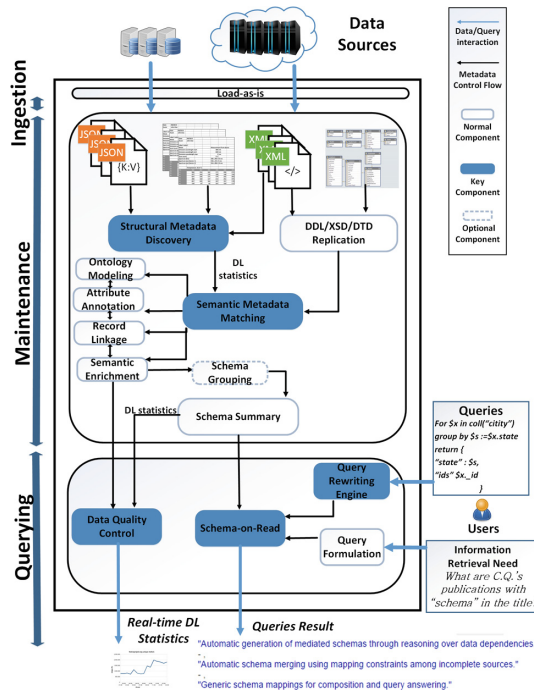 Data
Sources
Data/Query
interaction
Metadata
Control Flow
Normal
Component
Key
Component
Optional
Component
Ingestion
Load-as-is
Maintenance
JSON
JSON
JSON
{K:V}
XML
XML
</>
Structural Metadata
Discovery
DDL/XSD/DTD
Replication
DL
statistics
Ontology
Modeling
Attribute
Annotation
Semantic Metadata
Matching
Record
Linkage
Semantic
Enrichment
Schema
Grouping
DL statistics
Schema Summary
Queries
For $x in coll("citity")
group by $s :=$x.state
return {
"state" : $s,
"ids" $x._id
}
Querying
Query
Rewriting
Engine
Data Quality
Control
Schema-on-Read
Query
Formulation
Users
Information
Retrieval Need
What are C.Q.'s
publications with
"schema" in the title?
Real-time DL
Statistics
Queries Result
"Automatic generation of mediated schemas through reasoning over data dependencies
- .
"Automatic schema merging using mapping constraints among incomplete sources."
- .
"Generic schema mappings for composition and query answering."